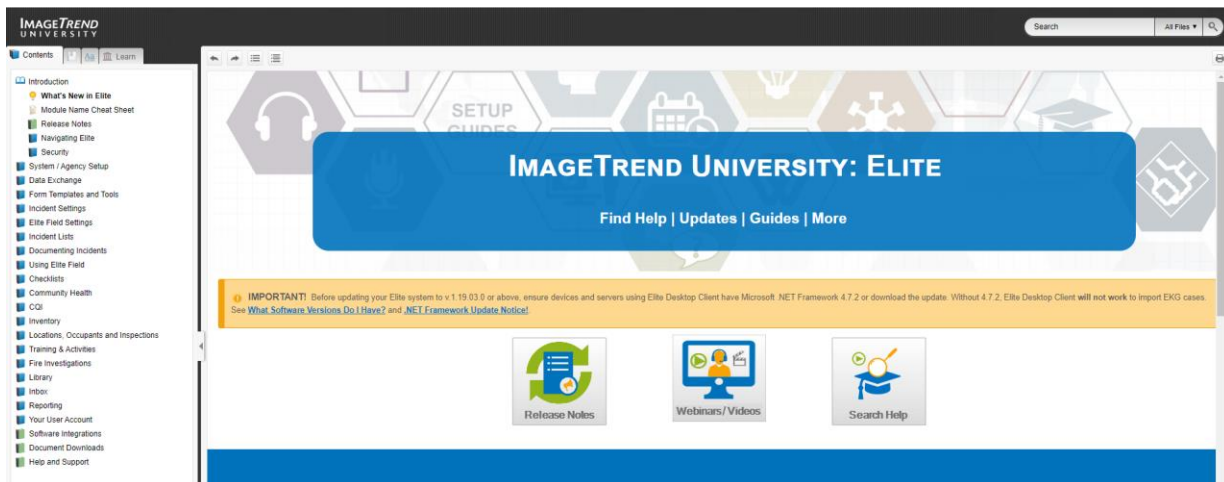 IMAGETREND
UNIVERSITY
Search
All Files
Contents
Learn
Introduction
What's New in Elite
Module Name Cheat Sheet
Release Notes
Navigating Elite
Security
System / Agency Setup
Data Exchange
Form Templates and Tools
Incident Settings
Elite Field Settings
Incident Lists
Documenting Incidents
Using Elite Field
Checklists
Community Health
CQI
Inventory
Locations, Occupants and Inspections
Training & Activities
Fire Investigations
Library
Inbox
Reporting
Your User Account
Software Integrations
Document Downloads
Help and Support
SETUP
GUIDES
IMAGETREND UNIVERSITY: ELITE
Find Help | Updates | Guides | More
IMPORTANT! Before updating your Elite system to v.1.19.03.0 or above, ensure devices and servers using Elite Desktop Client have Microsoft .NET Framework 4.7.2 or download the update. Without 4.7.2, Elite Desktop Client will not work to import EKG cases.
See What Software Versions Do I Have? and .NET Framework Update Notice!.
Release Notes
Webinars/Videos
Search Help